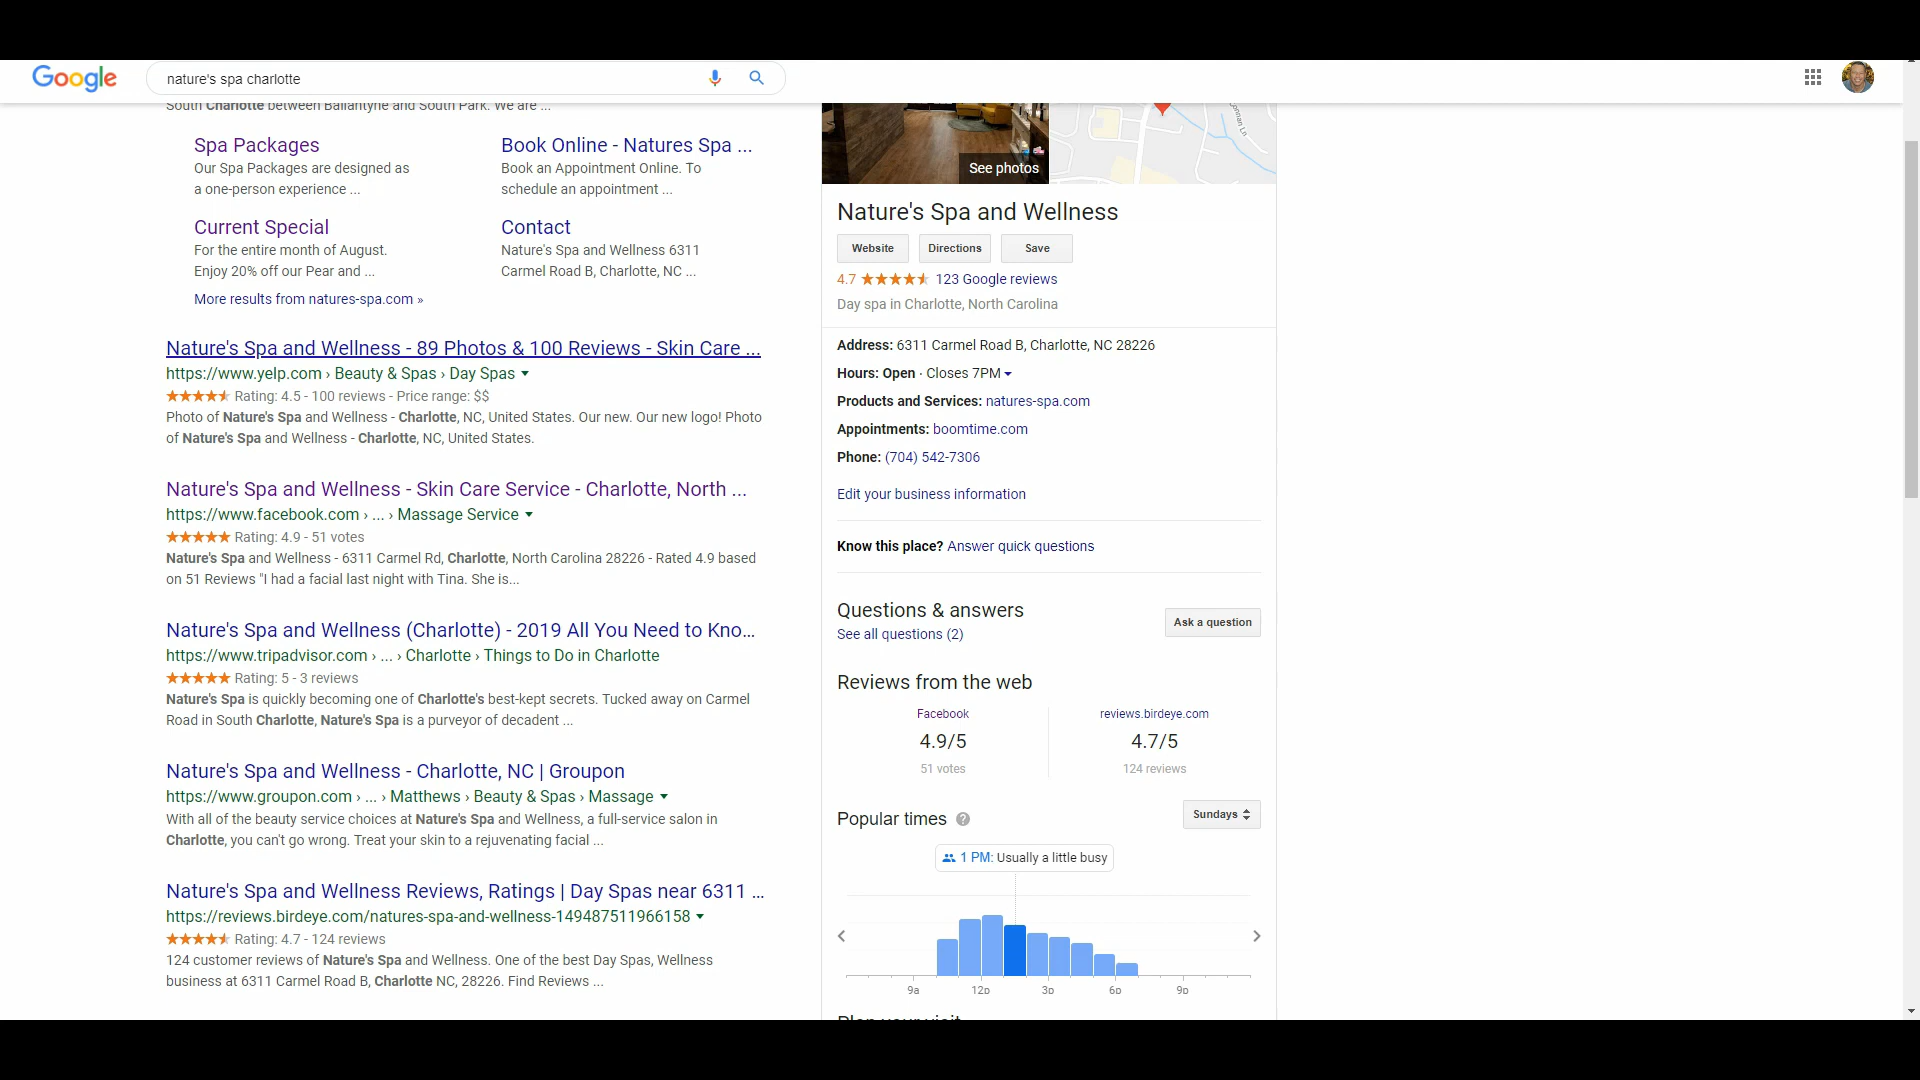 Google
nature's spa charlotte
South Charlotte between Ballantyne and South Park. We are ...
Spa Packages
Our Spa Packages are designed as
a one-person experience ...
Book Online - Natures Spa ...
Book an Appointment Online. To
schedule an appointment ...
Current Special
For the entire month of August.
Enjoy 20% off our Pear and ...
Contact
Nature's Spa and Wellness 6311
Carmel Road B, Charlotte, NC ...
More results from natures-spa.com »
Nature's Spa and Wellness - 89 Photos & 100 Reviews - Skin Care ...
https://www.yelp.com › Beauty & Spas › Day Spas
Rating: 4.5 - 100 reviews - Price range: $$
Photo of Nature's Spa and Wellness - Charlotte, NC, United States. Our new. Our new logo! Photo
of Nature's Spa and Wellness - Charlotte, NC, United States.
Nature's Spa and Wellness - Skin Care Service - Charlotte, North ...
https://www.facebook.com › ... › Massage Service
Rating: 4.9 - 51 votes
Nature's Spa and Wellness - 6311 Carmel Rd, Charlotte, North Carolina 28226 - Rated 4.9 based
on 51 Reviews "I had a facial last night with Tina. She is...
Nature's Spa and Wellness (Charlotte) - 2019 All You Need to Kno...
https://www.tripadvisor.com › ... › Charlotte › Things to Do in Charlotte
Rating: 5 - 3 reviews
Nature's Spa is quickly becoming one of Charlotte's best-kept secrets. Tucked away on Carmel
Road in South Charlotte, Nature's Spa is a purveyor of decadent ...
Nature's Spa and Wellness - Charlotte, NC | Groupon
https://www.groupon.com › ... › Matthews › Beauty & Spas › Massage
With all of the beauty service choices at Nature's Spa and Wellness, a full-service salon in
Charlotte, you can't go wrong. Treat your skin to a rejuvenating facial ...
Nature's Spa and Wellness Reviews, Ratings | Day Spas near 6311 ...
https://reviews.birdeye.com/natures-spa-and-wellness-149487511966158
Rating: 4.7 - 124 reviews
124 customer reviews of Nature's Spa and Wellness. One of the best Day Spas, Wellness
business at 6311 Carmel Road B, Charlotte NC, 28226. Find Reviews ...
See photos
Nature's Spa and Wellness
Website Directions Save
4.7 123 Google reviews
Day spa in Charlotte, North Carolina
Address: 6311 Carmel Road B, Charlotte, NC 28226
Hours: Open · Closes 7PM
Products and Services: natures-spa.com
Appointments: boomtime.com
Phone: (704) 542-7306
Edit your business information
Know this place? Answer quick questions
Questions & answers
See all questions (2)
Ask a question
Reviews from the web
Facebook
4.9/5
51 votes
reviews.birdeye.com
4.7/5
124 reviews
Popular times
Sundays
1 PM: Usually a little busy
9a 12p 3p 6p 9p
Plan your visit